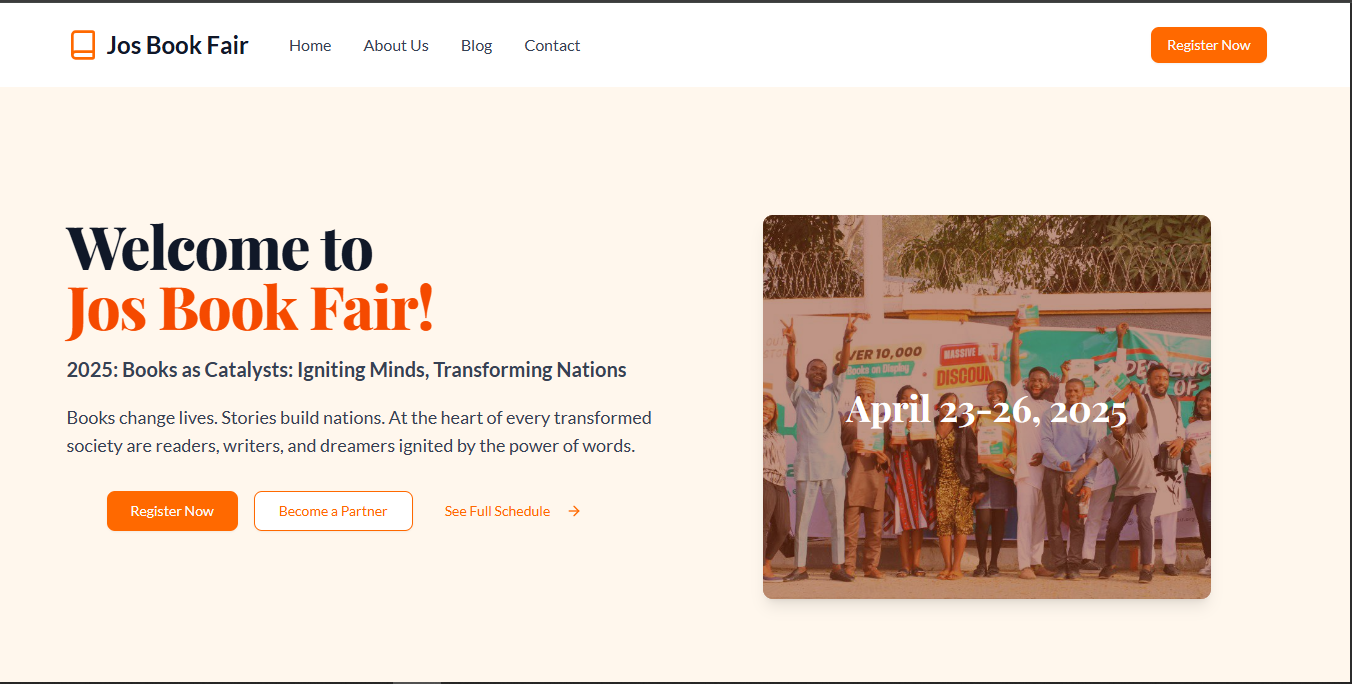 Jos Book Fair
Home
About Us
Blog
Contact
Register Now
Welcome to
Jos Book Fair!
2025: Books as Catalysts: Igniting Minds, Transforming Nations
Books change lives. Stories build nations. At the heart of every transformed
society are readers, writers, and dreamers ignited by the power of words.
Register Now
Become a Partner
See Full Schedule
OVER 10,000
Books on Display
MASSIVE
DISCOUN
April 23-26, 2025
OF